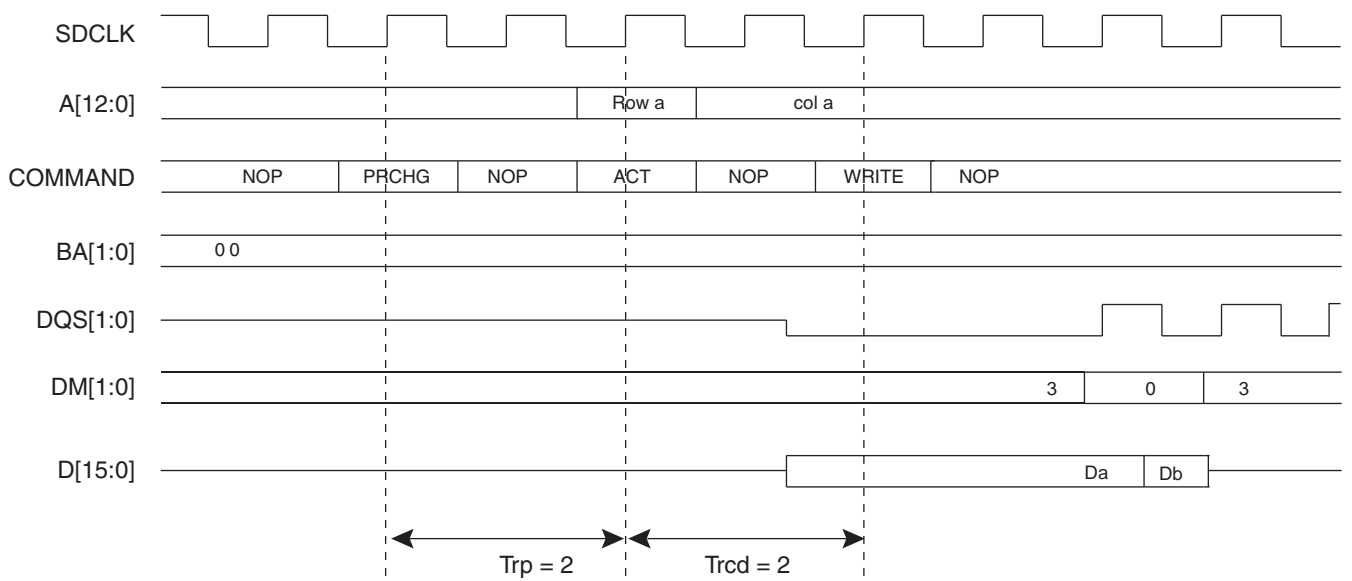 SDCLK
A[12:0] Row a col a
COMMAND NOP PRCHG NOP ACT NOP WRITE NOP
BA[1:0] 0 0
DQS[1:0]
DM[1:0] 3 0 3
D[15:0] Da Db
Trp = 2 Trcd = 2